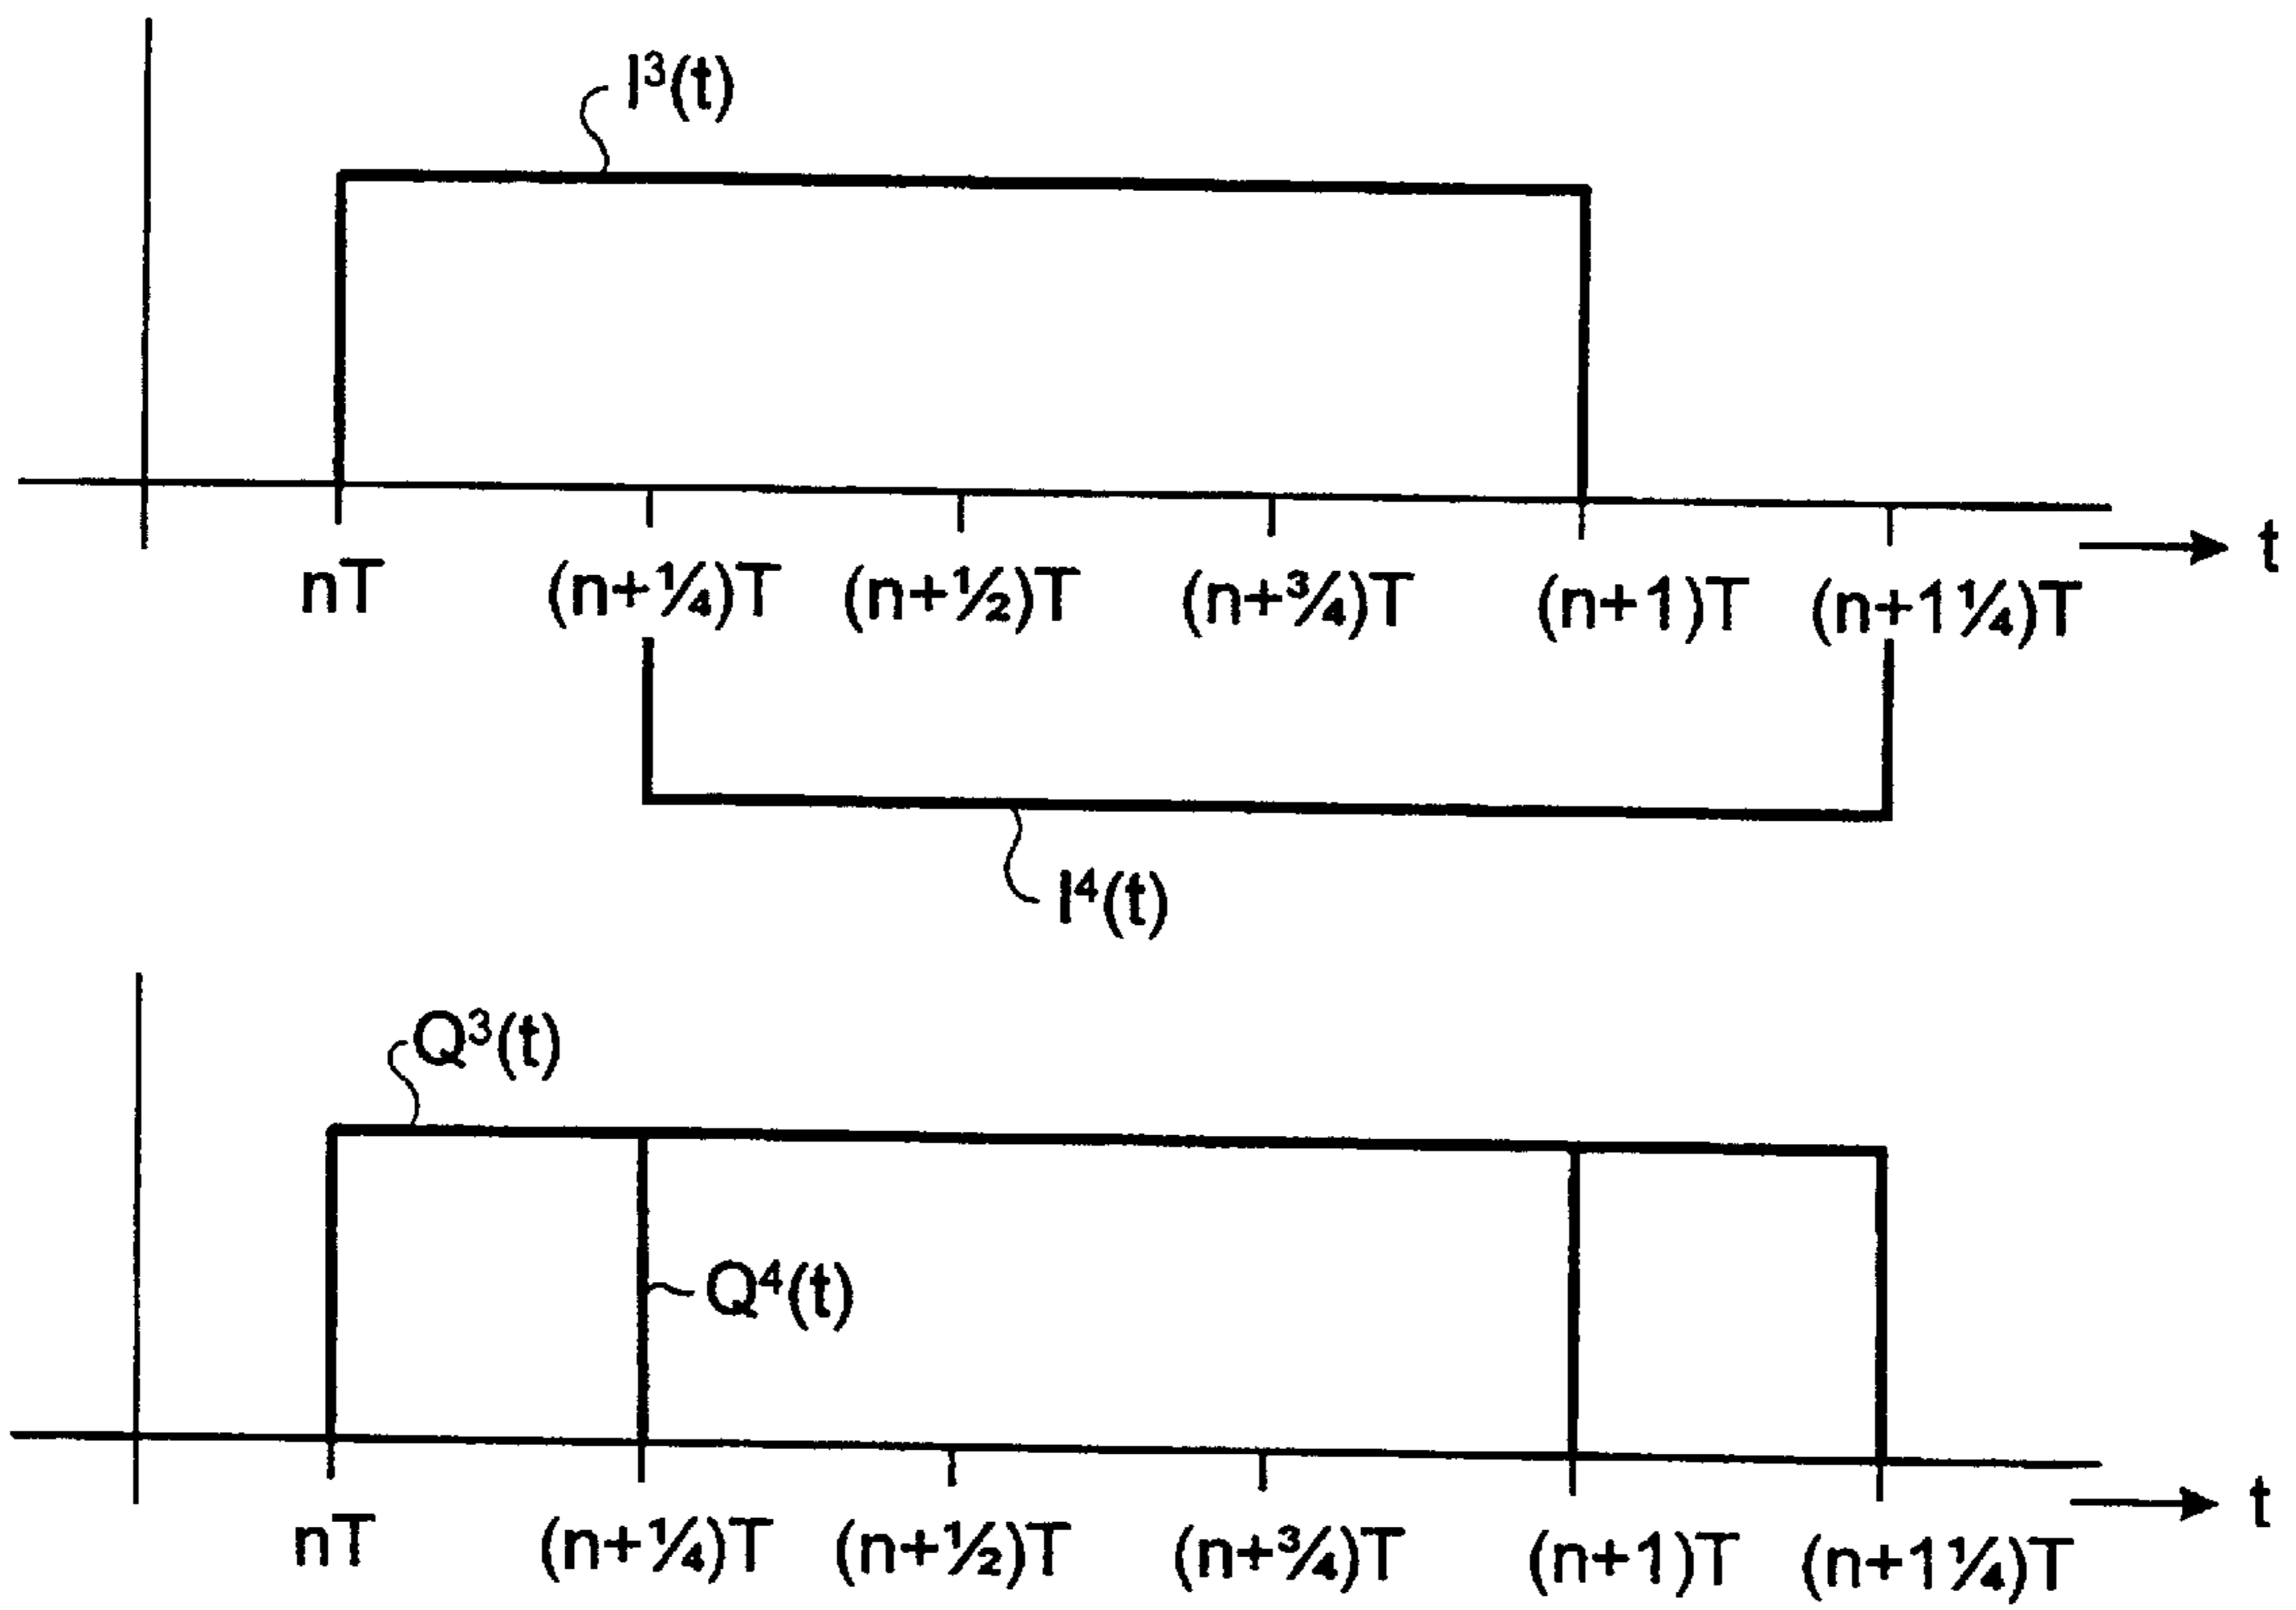 I³(t)
nT (n+¼)T (n+½)T (n+¾)T (n+1)T (n+1¼)T t
I⁴(t)
Q³(t)
Q⁴(t)
nT (n+¼)T (n+½)T (n+¾)T (n+1)T (n+1¼)T t